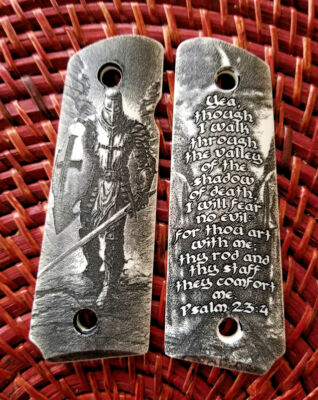 Yea,
though
I walk
through
the valley
of the
shadow
of death,
I will fear
no evil:
for thou art
with me;
thy rod and
thy staff
they comfort
me.
Psalm 23:4